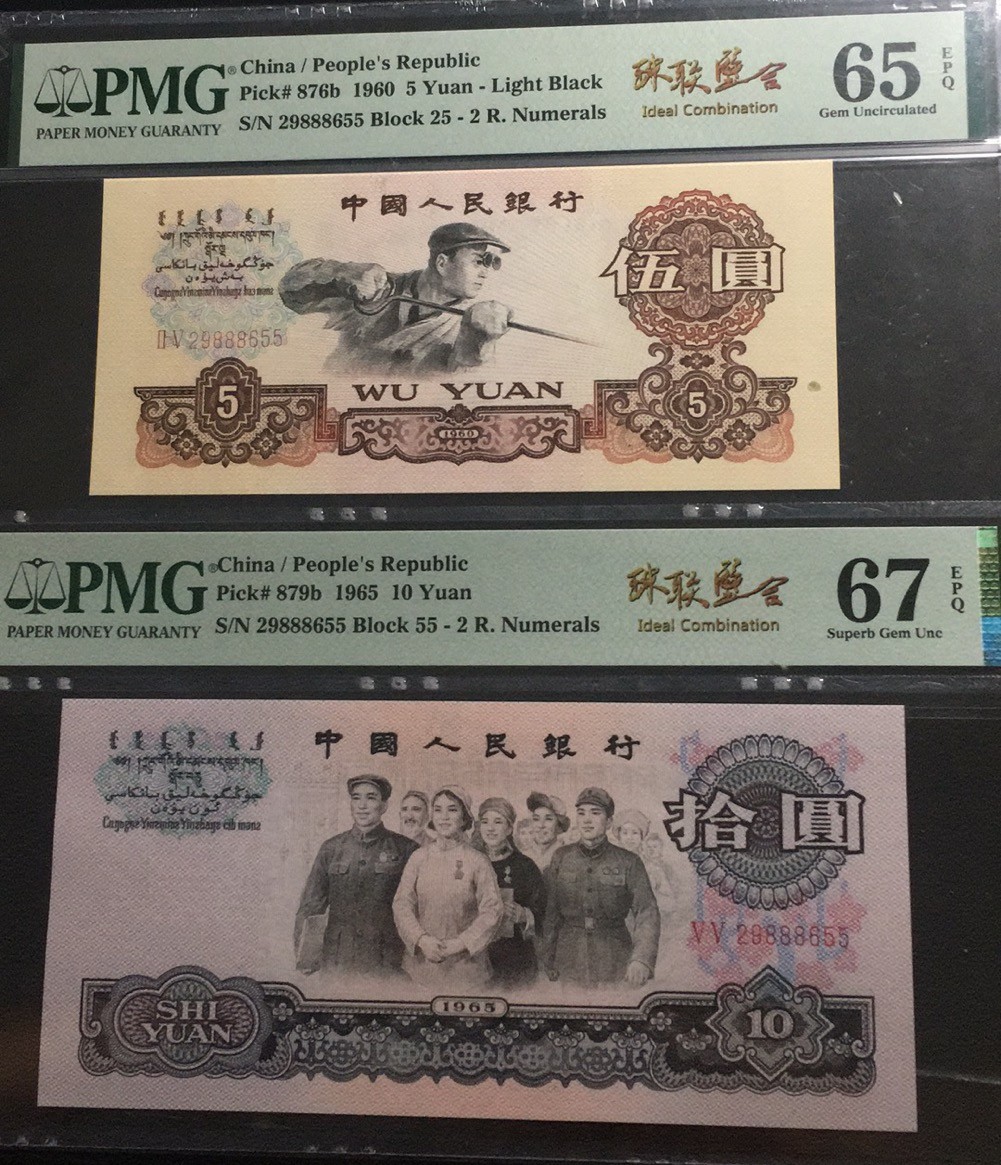 PMG
PAPER MONEY GUARANTY
China / People's Republic
Pick# 876b 1960 5 Yuan - Light Black
S/N 29888655 Block 25 - 2 R. Numerals
珠联璧合
Ideal Combination
65
Gem Uncirculated
EPQ
中國人民銀行
伍圓
II V 29888655
5
WU YUAN
1960
5
PMG
PAPER MONEY GUARANTY
China / People's Republic
Pick# 879b 1965 10 Yuan
S/N 29888655 Block 55 - 2 R. Numerals
珠联璧合
Ideal Combination
67
Superb Gem Unc
EPQ
中國人民銀行
拾圓
V V 29888655
SHI
YUAN
1965
10